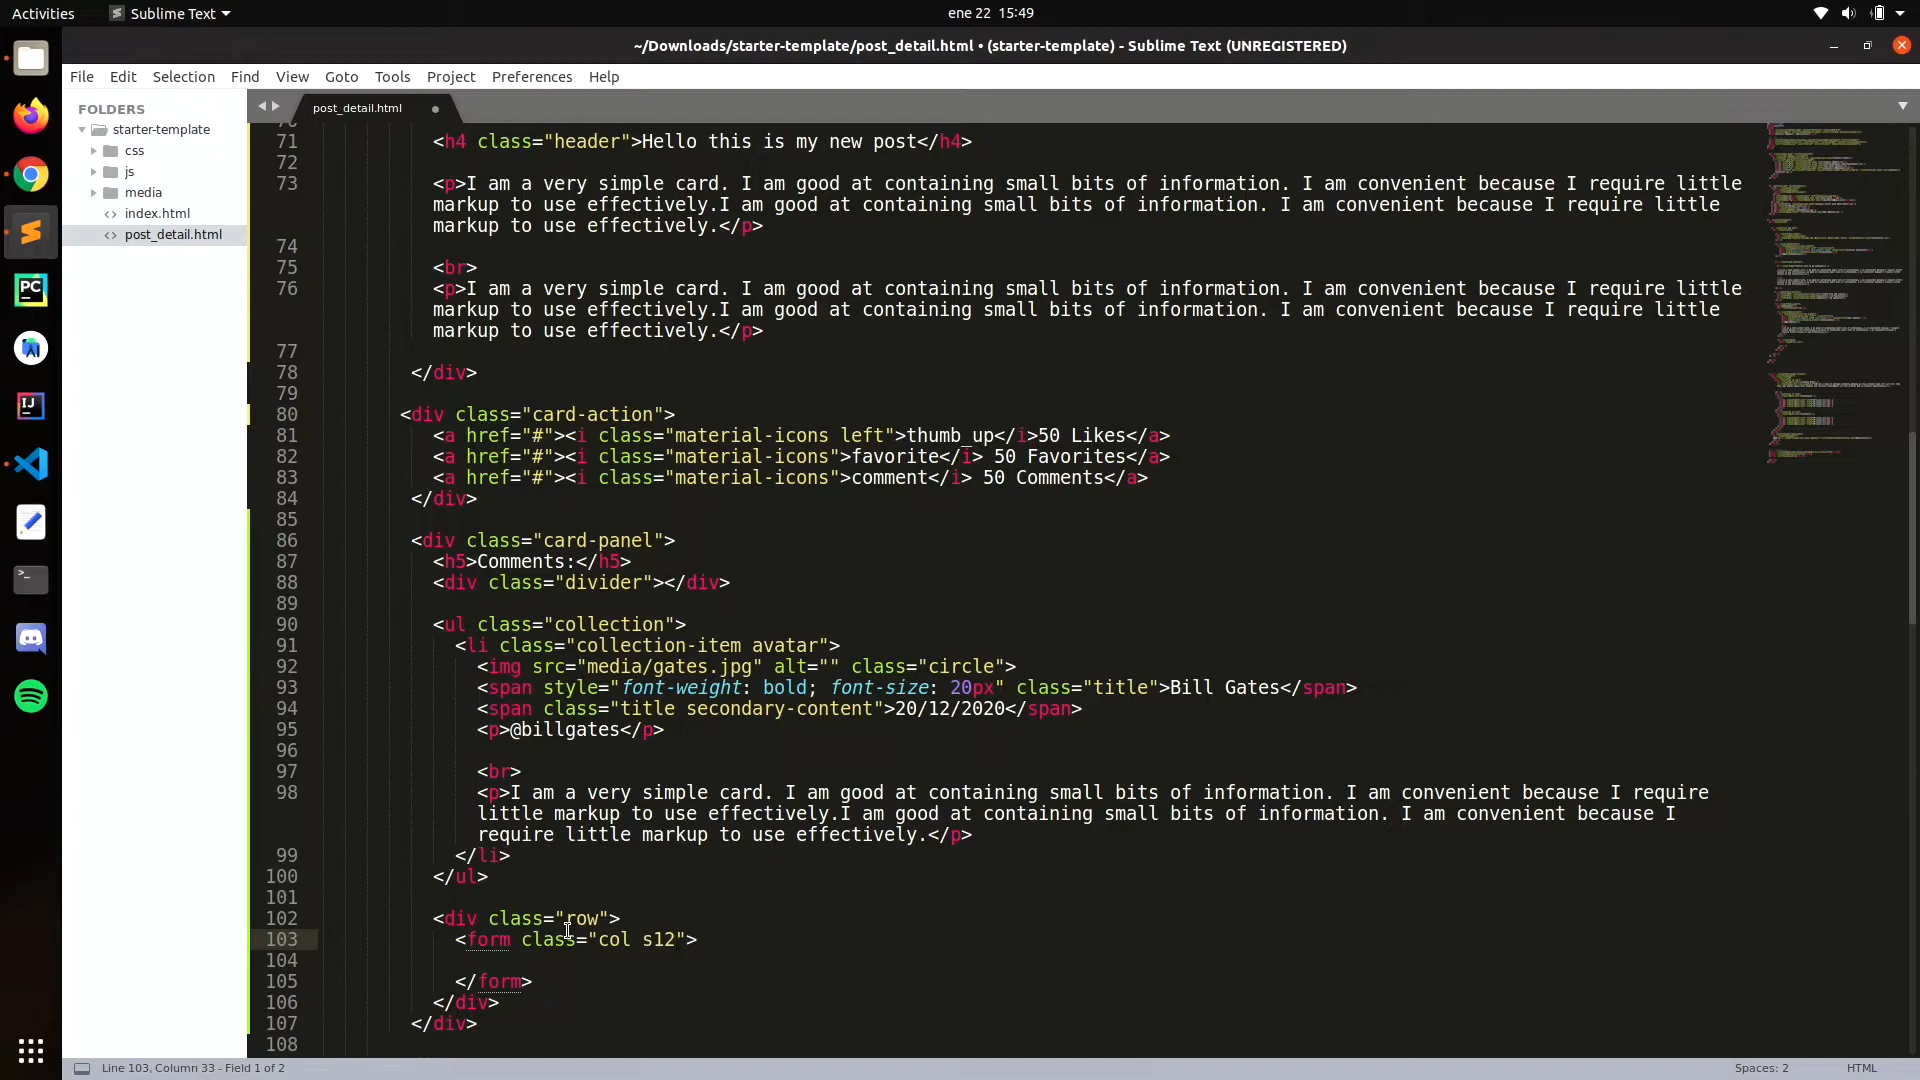 Activities
Sublime Text
ene 22 15:49
~/Downloads/starter-template/post_detail.html • (starter-template) - Sublime Text (UNREGISTERED)
File Edit Selection Find View Goto Tools Project Preferences Help
FOLDERS
starter-template
css
js
media
index.html
post_detail.html
post_detail.html
71 <h4 class="header">Hello this is my new post</h4>
72
73 <p>I am a very simple card. I am good at containing small bits of information. I am convenient because I require little
markup to use effectively.I am good at containing small bits of information. I am convenient because I require little
markup to use effectively.</p>
74
75 <br>
76 <p>I am a very simple card. I am good at containing small bits of information. I am convenient because I require little
markup to use effectively.I am good at containing small bits of information. I am convenient because I require little
markup to use effectively.</p>
77
78 </div>
79
80 <div class="card-action">
81 <a href="#"><i class="material-icons left">thumb_up</i>50 Likes</a>
82 <a href="#"><i class="material-icons">favorite</i> 50 Favorites</a>
83 <a href="#"><i class="material-icons">comment</i> 50 Comments</a>
84 </div>
85
86 <div class="card-panel">
87 <h5>Comments:</h5>
88 <div class="divider"></div>
89
90 <ul class="collection">
91 <li class="collection-item avatar">
92 <img src="media/gates.jpg" alt="" class="circle">
93 <span style="font-weight: bold; font-size: 20px" class="title">Bill Gates</span>
94 <span class="title secondary-content">20/12/2020</span>
95 <p>@billgates</p>
96
97 <br>
98 <p>I am a very simple card. I am good at containing small bits of information. I am convenient because I require
little markup to use effectively.I am good at containing small bits of information. I am convenient because I
require little markup to use effectively.</p>
99 </li>
100 </ul>
101
102 <div class="row">
103 <form class="col s12">
104
105 </form>
106 </div>
107 </div>
108
Line 103, Column 33 - Field 1 of 2
Spaces: 2
HTML